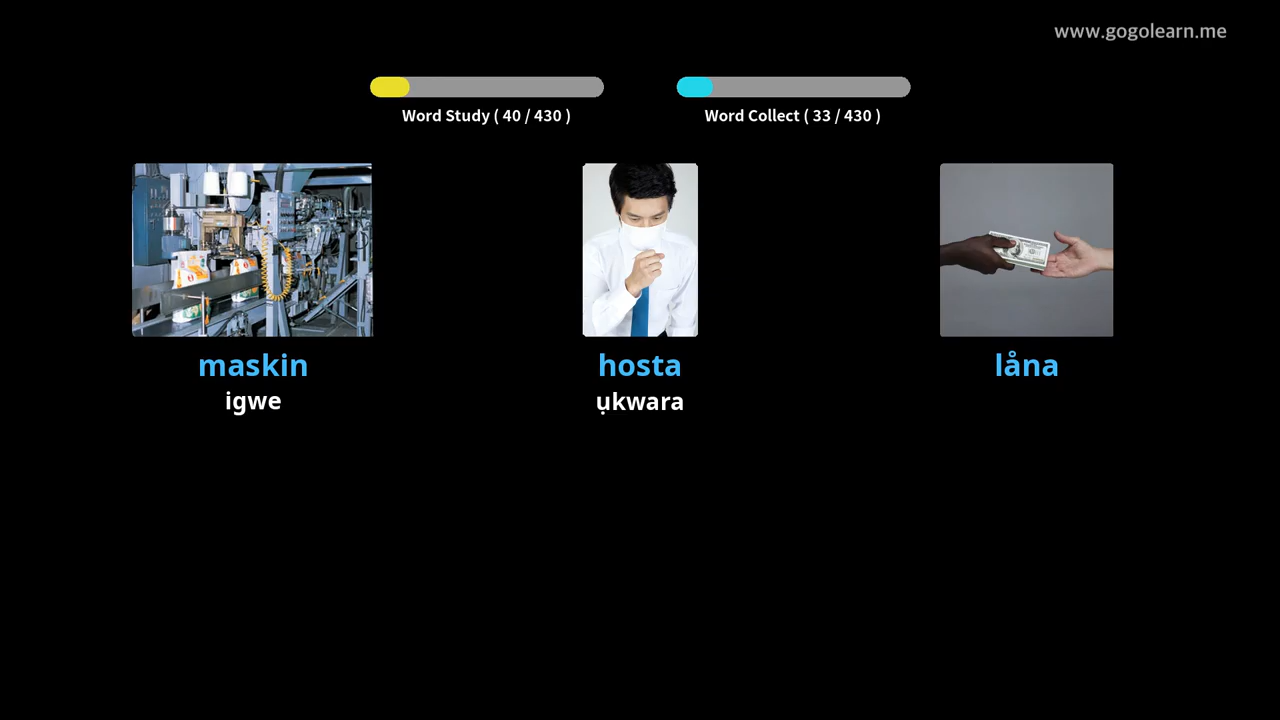 www.gogolearn.me
Word Study ( 40 / 430 )
Word Collect ( 33 / 430 )
maskin
igwe
hosta
ụkwara
låna